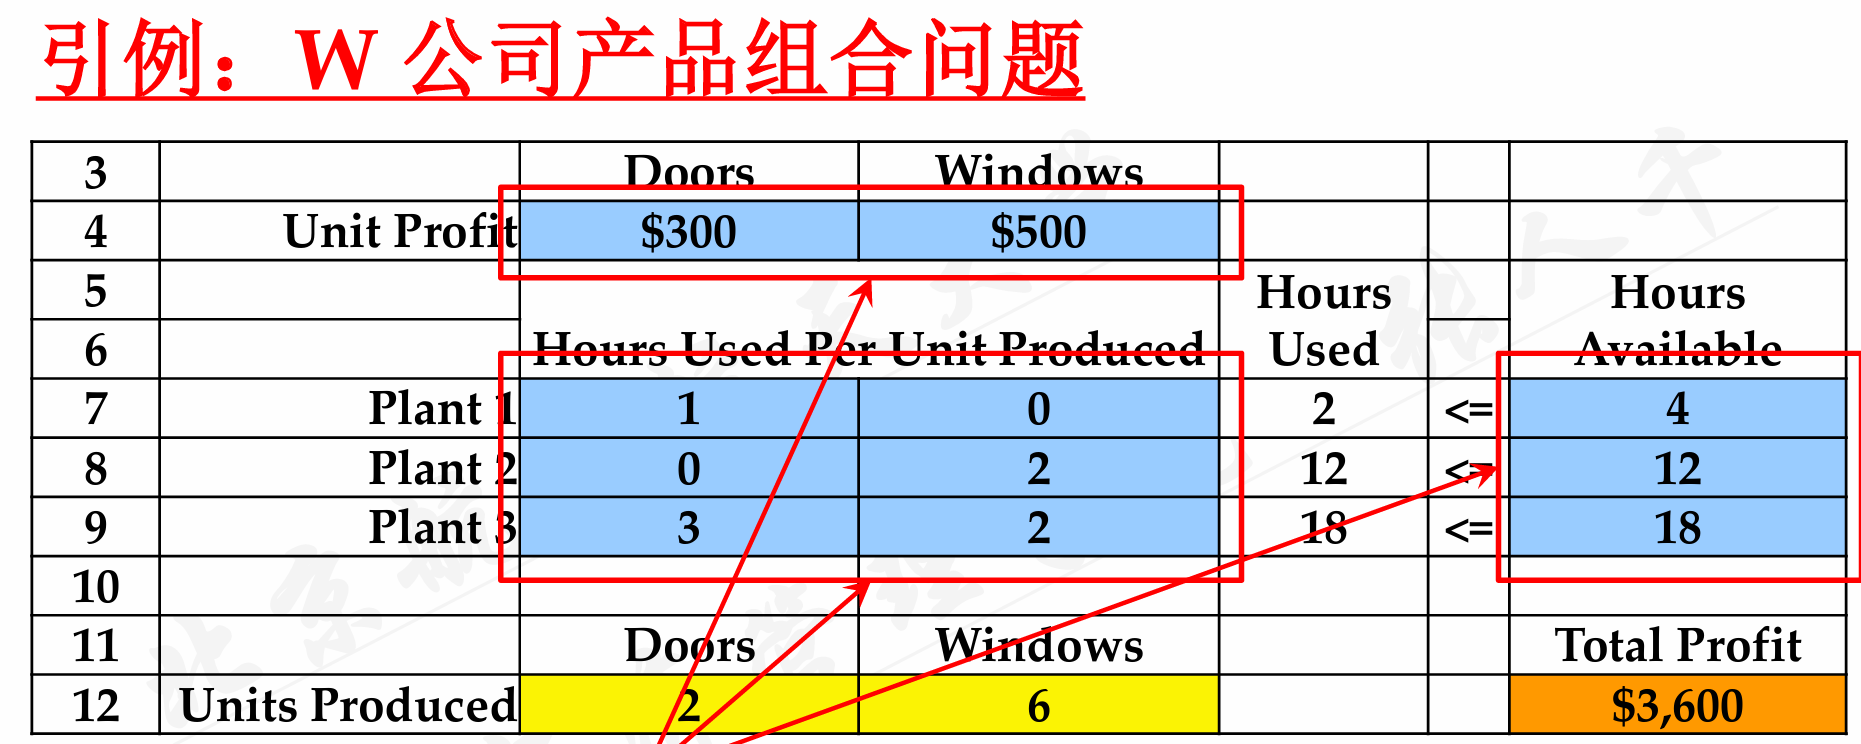 引例：W 公司产品组合问题
3 Doors Windows
4 Unit Profit $300 $500
5 Hours Hours
6 Hours Used Per Unit Produced Used Available
7 Plant 1 1 0 2 <= 4
8 Plant 2 0 2 12 <= 12
9 Plant 3 3 2 18 <= 18
10
11 Doors Windows Total Profit
12 Units Produced 2 6 $3,600